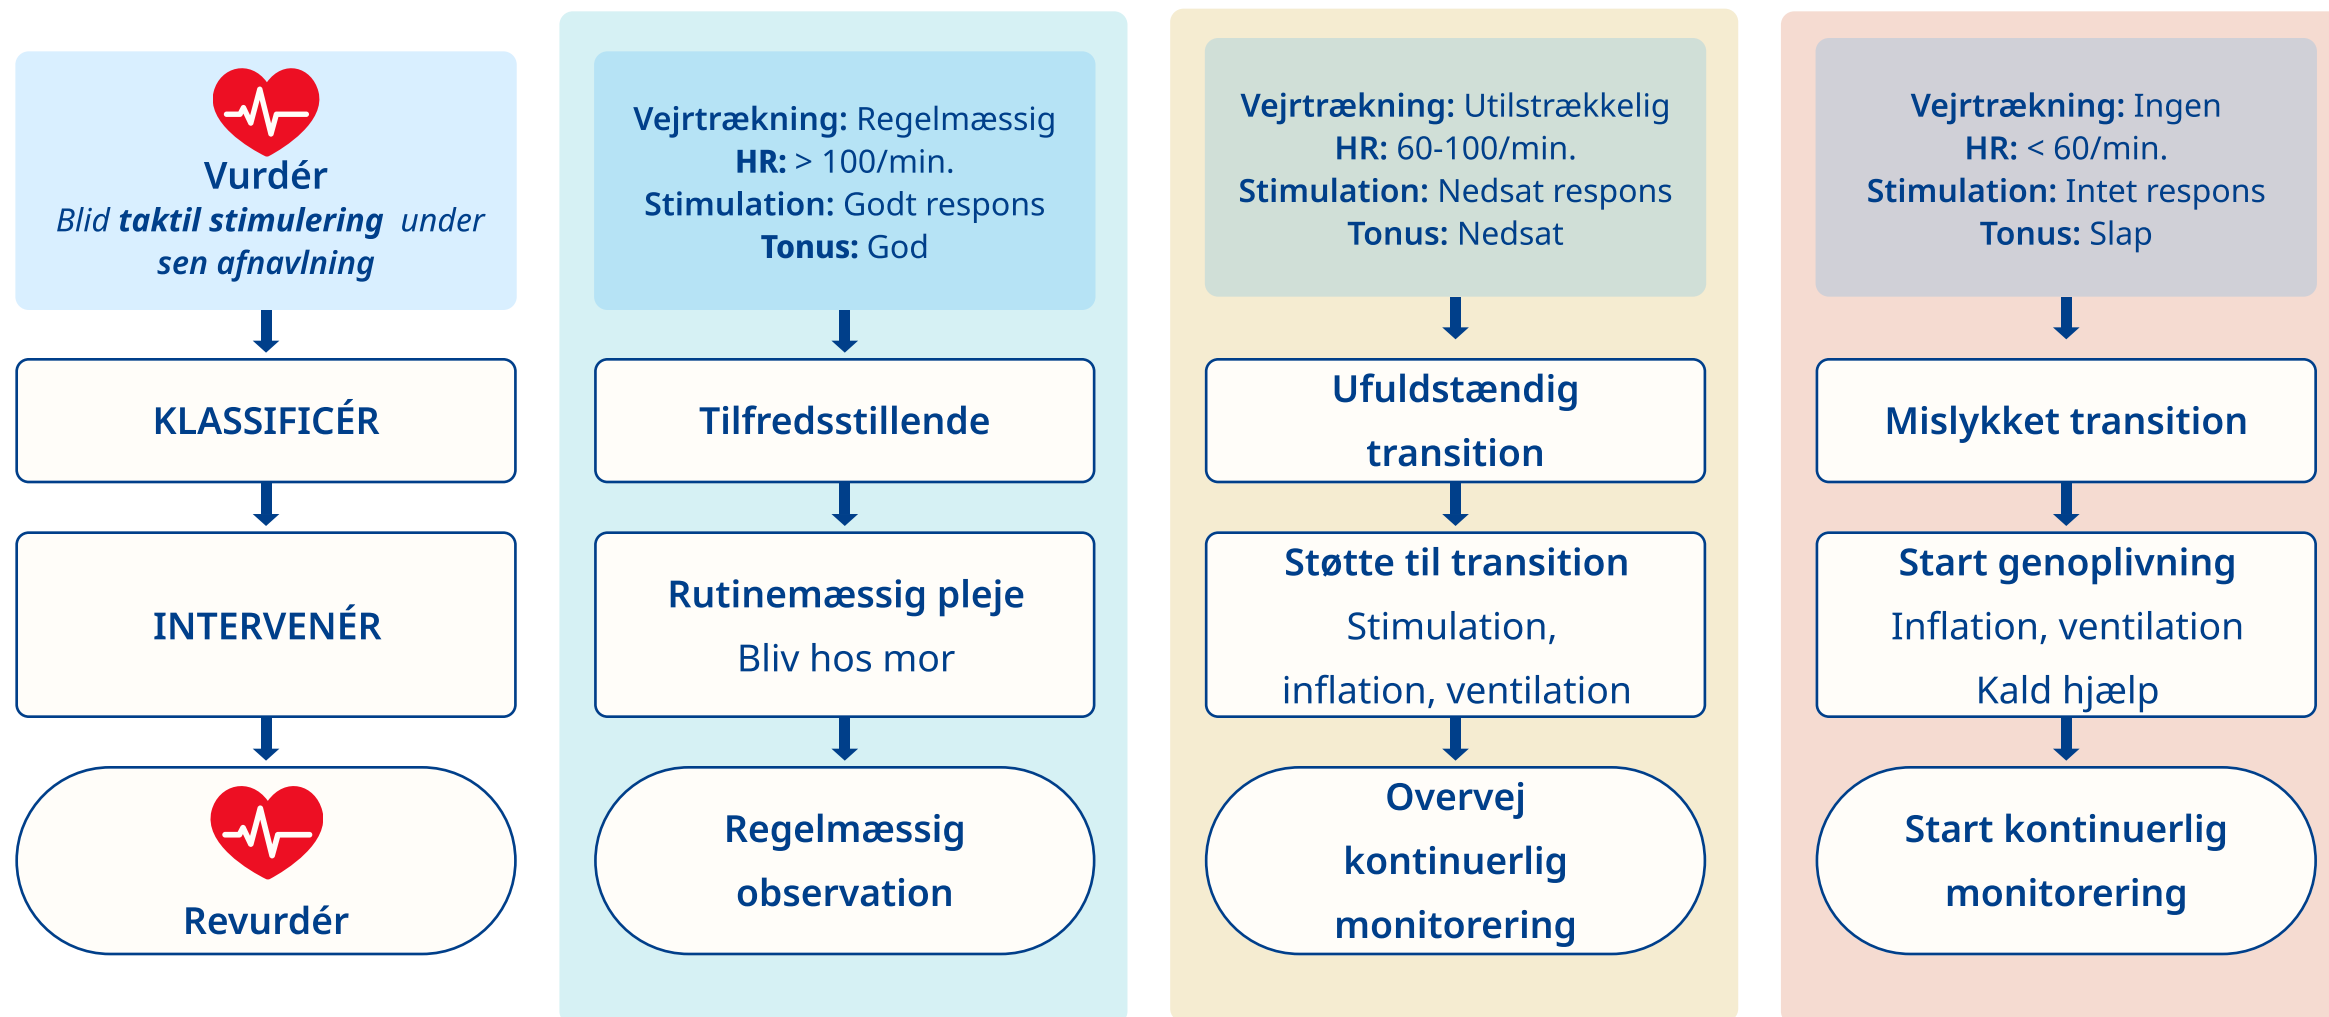 Vurdér
Blid taktil stimulering under
sen afnavlning
KLASSIFICÉR
INTERVENÉR
Revurdér
Vejrtrækning: Regelmæssig
HR: > 100/min.
Stimulation: Godt respons
Tonus: God
Tilfredsstillende
Rutinemæssig pleje
Bliv hos mor
Regelmæssig
observation
Vejrtrækning: Utilstrækkelig
HR: 60-100/min.
Stimulation: Nedsat respons
Tonus: Nedsat
Ufuldstændig
transition
Støtte til transition
Stimulation,
inflation, ventilation
Overvej
kontinuerlig
monitorering
Vejrtrækning: Ingen
HR: < 60/min.
Stimulation: Intet respons
Tonus: Slap
Mislykket transition
Start genoplivning
Inflation, ventilation
Kald hjælp
Start kontinuerlig
monitorering